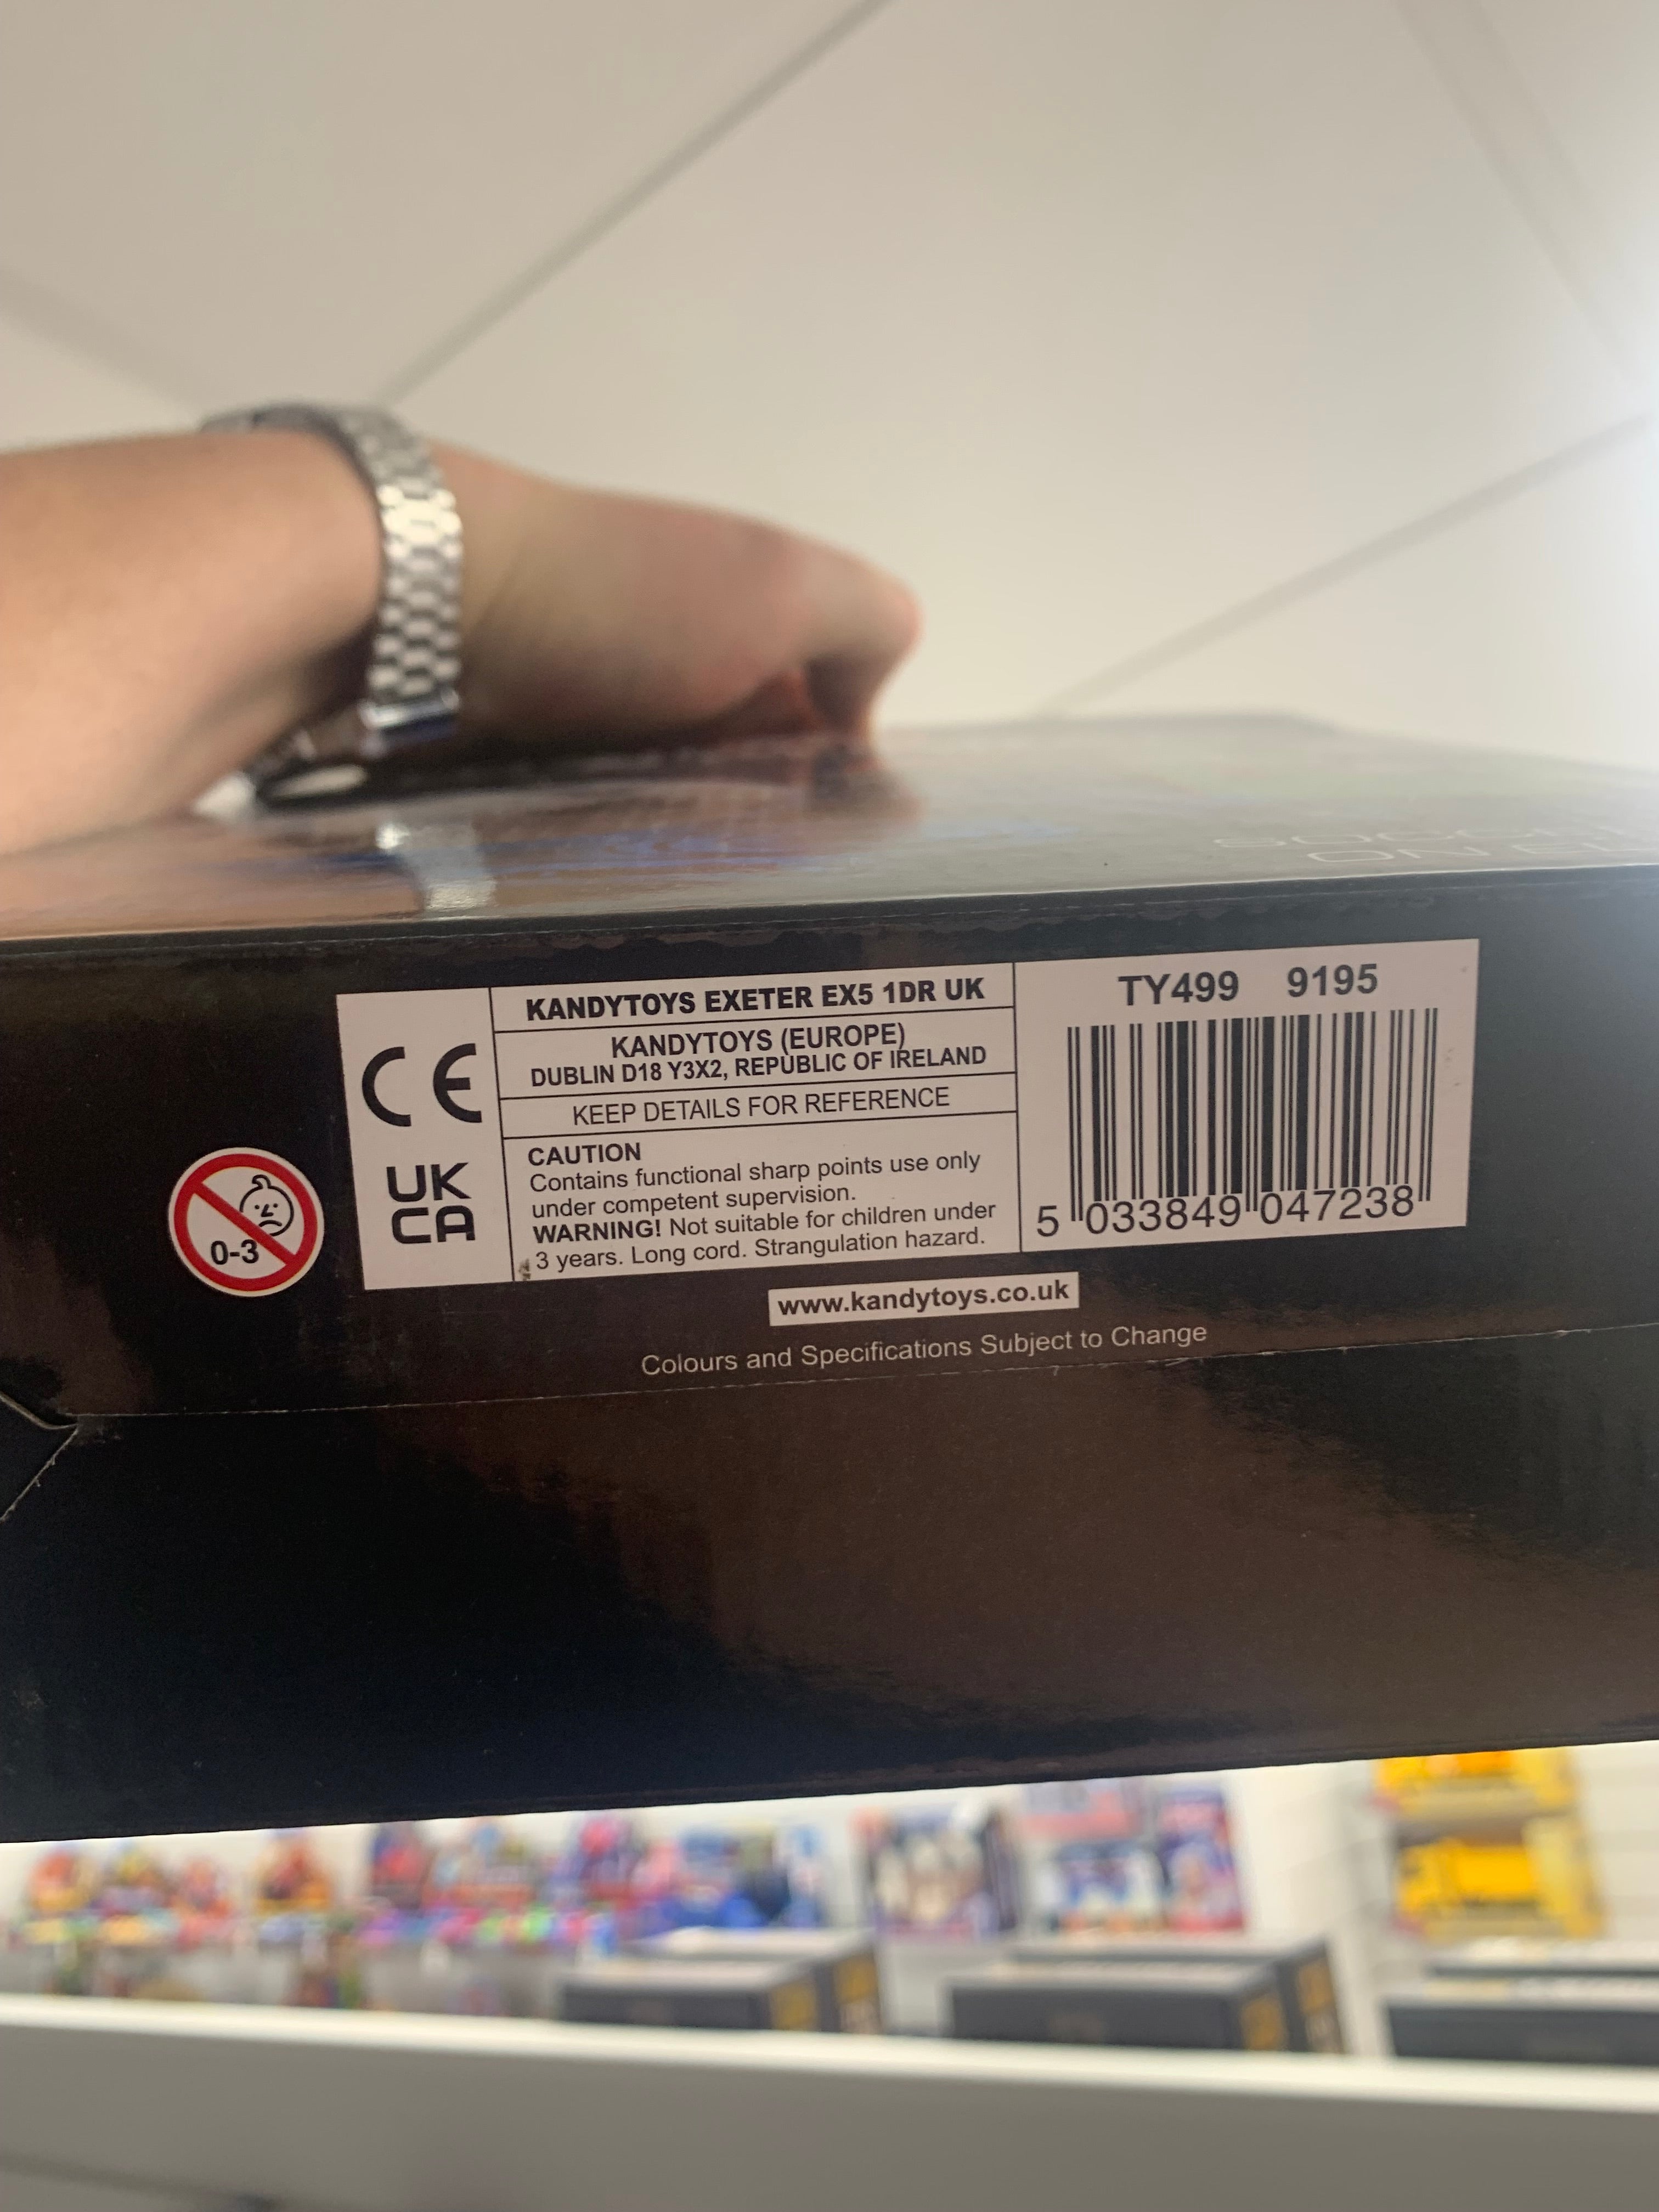 KANDYTOYS EXETER EX5 1DR UK
KANDYTOYS (EUROPE)
DUBLIN D18 Y3X2, REPUBLIC OF IRELAND
KEEP DETAILS FOR REFERENCE
CAUTION
Contains functional sharp points use only
under competent supervision.
WARNING! Not suitable for children under
3 years. Long cord. Strangulation hazard.
CE
UK
CA
0-3
TY499 9195
5 033849 047238
www.kandytoys.co.uk
Colours and Specifications Subject to Change